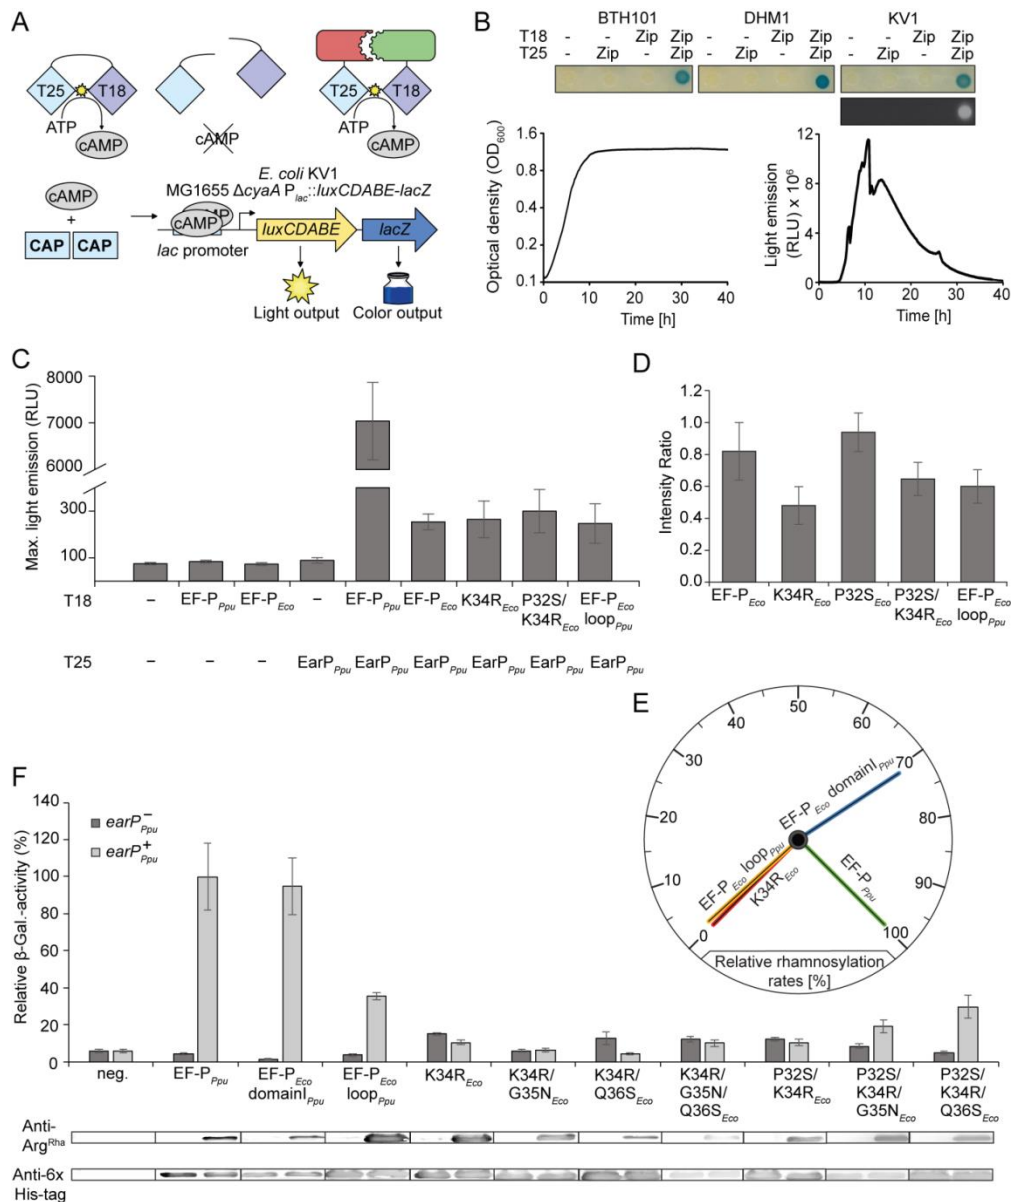 A
T25
T18
ATP
cAMP
cAMP
T25
T18
ATP
cAMP
cAMP
+
CAP CAP
E. coli KV1
MG1655 ΔcyaA Plac::luxCDABE-lacZ
cAMP
lac promoter
luxCDABE
lacZ
Light output
Color output
B
BTH101 DHM1 KV1
T18 - - Zip Zip - - Zip Zip - - Zip Zip
T25 - Zip - Zip - Zip - Zip - Zip - Zip
Optical density (OD600)
1.6
1.2
0.8
0.4
0.1
0 10 20 30 40
Time [h]
Light emission
(RLU) x 10⁶
12
8
4
0
0 10 20 30 40
Time [h]
C
Max. light emission (RLU)
8000
7000
6000
300
100
T18 – EF-PPpu EF-PEco – EF-PPpu EF-PEco K34REco P32S/ EF-PEco
K34REco loopPpu
T25 – – – EarPPpu EarPPpu EarPPpu EarPPpu EarPPpu EarPPpu
D
Intensity Ratio
1.2
1.0
0.8
0.6
0.4
0.2
0.0
EF-PEco K34REco P32SEco P32S/ EF-PEco
K34REco loopPpu
E
0
10
20
30
40
50
60
70
80
90
100
EF-PEco domainIPpu
EF-PEco loopPpu
K34REco
EF-PPpu
Relative rhamnosylation
rates [%]
F
Relative β-Gal.-activity (%)
140
120
100
80
60
40
20
0
earP⁻Ppu
earP⁺Ppu
neg. EF-PPpu EF-PEco EF-PEco K34REco K34R/ K34R/ K34R/ P32S/ P32S/ P32S/
domainIPpu loopPpu G35NEco Q36SEco G35N/ K34REco K34R/ K34R/
Q36SEco G35NEco Q36SEco
Anti-
ArgRha
Anti-6x
His-tag